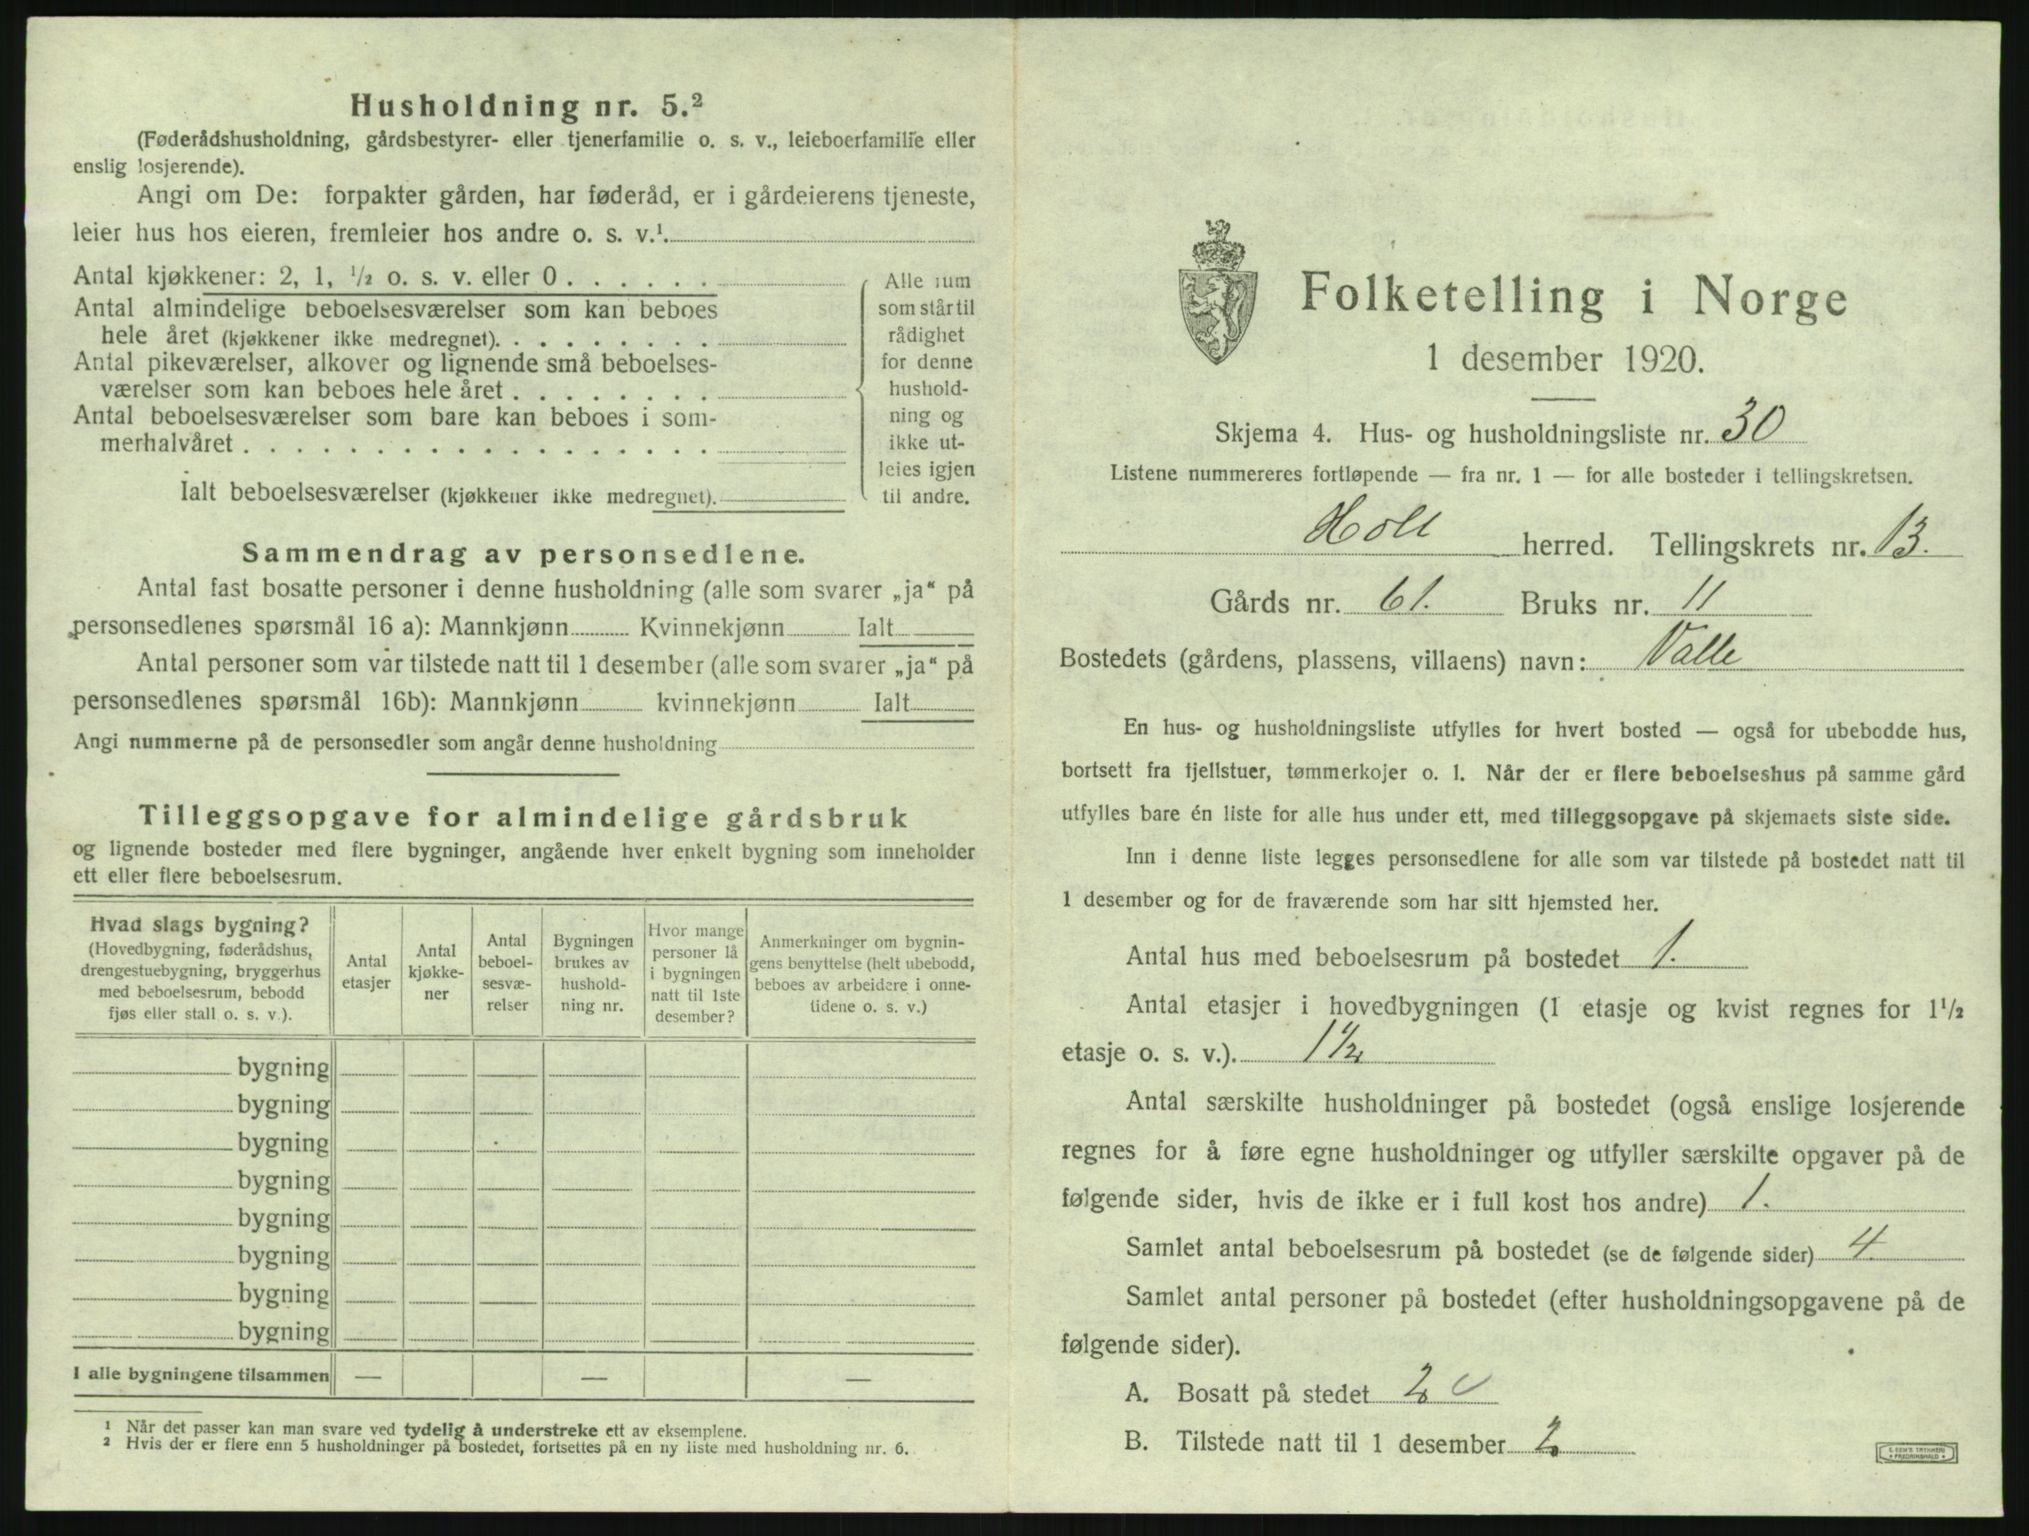 Husholdning nr. 5.²
(Føderådshusholdning, gårdsbestyrer- eller tjenerfamilie o. s. v., leieboerfamilie eller
enslig losjerende).
Angi om De: forpakter gården, har føderåd, er i gårdeierens tjeneste,
leier hus hos eieren, fremleier hos andre o. s. v.¹.
Antal kjøkkener: 2, 1, ½ o. s. v. eller 0 . . . . . .
Antal almindelige beboelsesværelser som kan beboes
hele året (kjøkkener ikke medregnet). . . . . . . . .
Antal pikeværelser, alkover og lignende små beboelses-
værelser som kan beboes hele året . . . . . . . .
Antal beboelsesværelser som bare kan beboes i som-
merhalvåret . . . . . . . . . . . . . . . . . .
Ialt beboelsesværelser (kjøkkener ikke medregnet).
Alle rum
som står til
rådighet
for denne
hushold-
ning og
ikke ut-
leies igjen
til andre.
Sammendrag av personsedlene.
Antal fast bosatte personer i denne husholdning (alle som svarer „ja“ på
personsedlenes spørsmål 16 a): Mannkjønn Kvinnekjønn Ialt
Antal personer som var tilstede natt til 1 desember (alle som svarer „ja“ på
personsedlenes spørsmål 16b): Mannkjønn kvinnekjønn Ialt
Angi nummerne på de personsedler som angår denne husholdning
Tilleggsopgave for almindelige gårdsbruk
og lignende bosteder med flere bygninger, angående hver enkelt bygning som inneholder
ett eller flere beboelsesrum.
Hvad slags bygning?
(Hovedbygning, føderådshus,
drengestuebygning, bryggerhus
med beboelsesrum, bebodd
fjøs eller stall o. s. v.).
Antal
etasjer
Antal
kjøkke-
ner
Antal
beboel-
sesvæ-
relser
Bygningen
brukes av
hushold-
ning nr.
Hvor mange
personer lå
i bygningen
natt til 1ste
desember?
Anmerkninger om bygnin-
gens benyttelse (helt ubebodd,
beboes av arbeidere i onne-
tidene o. s. v.)
bygning
bygning
bygning
bygning
bygning
bygning
bygning
bygning
I alle bygningene tilsammen — — —
¹ Når det passer kan man svare ved tydelig å understreke ett av eksemplene.
² Hvis der er flere enn 5 husholdninger på bostedet, fortsettes på en ny liste med husholdning nr. 6.
Folketelling i Norge
1 desember 1920.
Skjema 4. Hus- og husholdningsliste nr. 30
Listene nummereres fortløpende — fra nr. 1 — for alle bosteder i tellingskretsen.
Holt herred. Tellingskrets nr. 13.
Gårds nr. 61. Bruks nr. 11
Bostedets (gårdens, plassens, villaens) navn: Valle
En hus- og husholdningsliste utfylles for hvert bosted — også for ubebodde hus,
bortsett fra fjellstuer, tømmerkojer o. l. Når der er flere beboelseshus på samme gård
utfylles bare én liste for alle hus under ett, med tilleggsopgave på skjemaets siste side.
Inn i denne liste legges personsedlene for alle som var tilstede på bostedet natt til
1 desember og for de fraværende som har sitt hjemsted her.
Antal hus med beboelsesrum på bostedet 1.
Antal etasjer i hovedbygningen (1 etasje og kvist regnes for 1½
etasje o. s. v.). 1½
Antal særskilte husholdninger på bostedet (også enslige losjerende
regnes for å føre egne husholdninger og utfyller særskilte opgaver på de
følgende sider, hvis de ikke er i full kost hos andre) 1.
Samlet antal beboelsesrum på bostedet (se de følgende sider) 4
Samlet antal personer på bostedet (efter husholdningsopgavene på de
følgende sider).
A. Bosatt på stedet 2
B. Tilstede natt til 1 desember 2